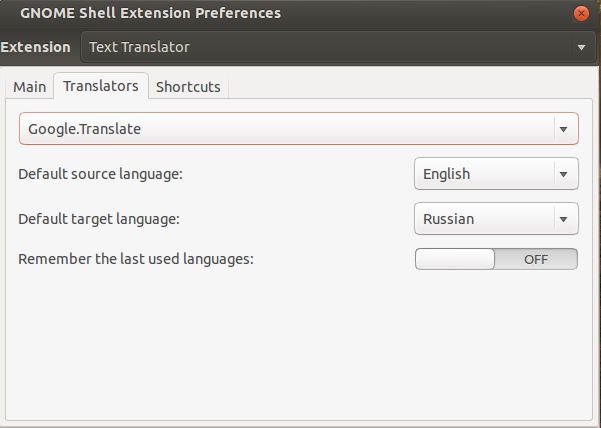 GNOME Shell Extension Preferences
Extension Text Translator
Main Translators Shortcuts
Google.Translate
Default source language: English
Default target language: Russian
Remember the last used languages: OFF